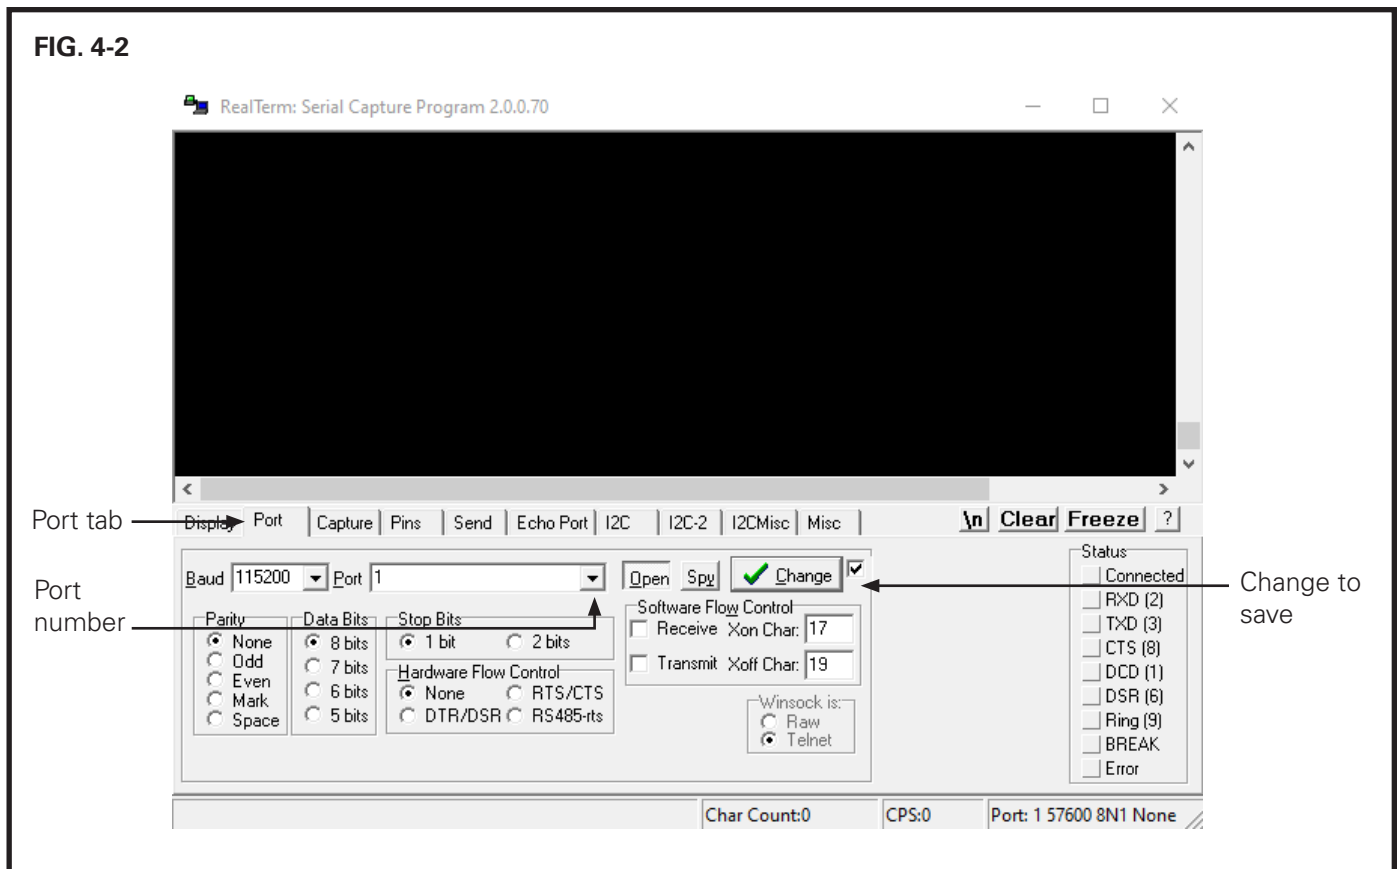 FIG. 4-2
RealTerm: Serial Capture Program 2.0.0.70
Port tab
Display Port Capture Pins Send Echo Port I2C I2C-2 I2CMisc Misc \n Clear Freeze ?
Baud 115200 Port 1 Open Spy Change
Port
number
Parity
None
Odd
Even
Mark
Space
Data Bits
8 bits
7 bits
6 bits
5 bits
Stop Bits
1 bit 2 bits
Hardware Flow Control
None RTS/CTS
DTR/DSR RS485-rts
Software Flow Control
Receive Xon Char: 17
Transmit Xoff Char: 19
Winsock is:
Raw
Telnet
Status
Connected
RXD (2)
TXD (3)
CTS (8)
DCD (1)
DSR (6)
Ring (9)
BREAK
Error
Change to
save
Char Count:0 CPS:0 Port: 1 57600 8N1 None